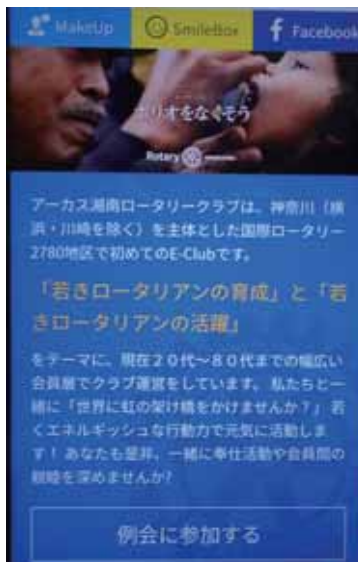 MakeUp SmileBox Facebook
ポリオをなくそう
Rotary
アーカス湘南ロータリークラブは、神奈川（横
浜・川崎を除く）を主体とした国際ロータリー
2780地区で初めてのE-Clubです。
「若きロータリアンの育成」と「若
きロータリアンの活躍」
をテーマに、現在２０代～８０代までの幅広い
会員層でクラブ運営をしています。 私たちと一
緒に「世界に虹の架け橋をかけませんか？」 若
くエネルギッシュな行動力で元気に活動しま
す！ あなたも是非、一緒に奉仕活動や会員間の
親睦を深めませんか?
例会に参加する